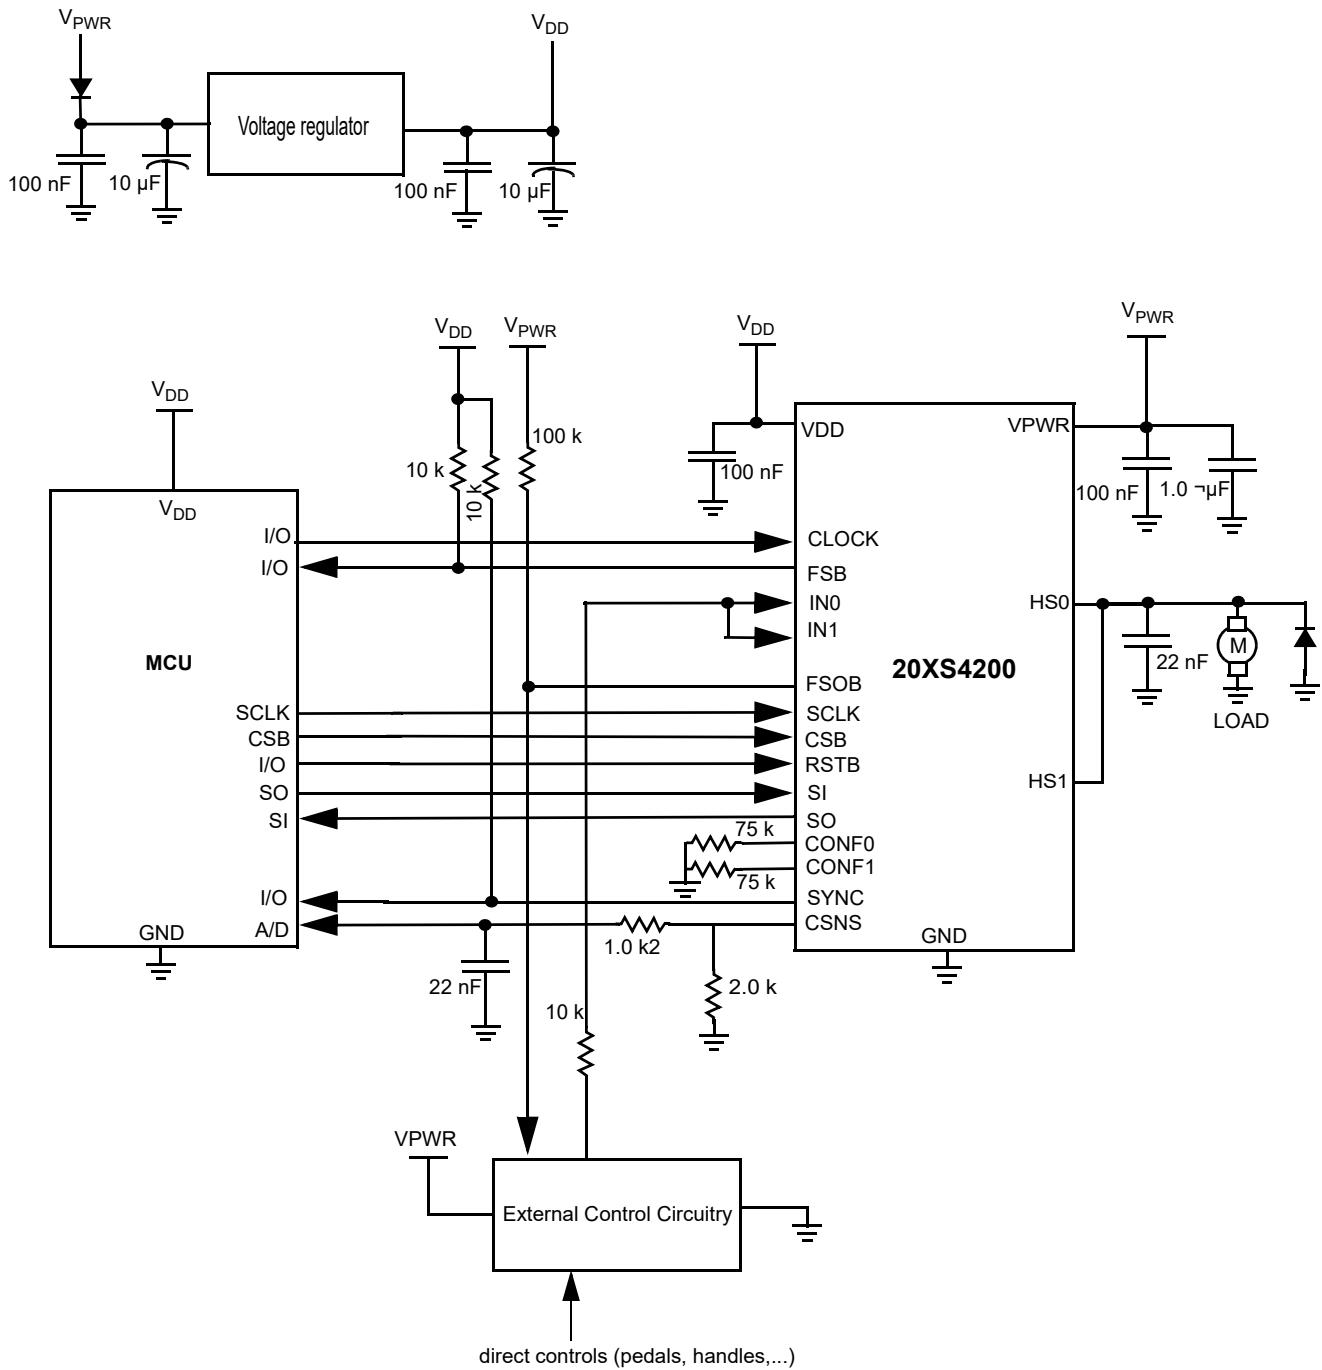 VPWR
VDD
Voltage regulator
100 nF
10 µF
100 nF
10 µF
VDD
VPWR
VDD
VPWR
VDD
100 k
10 k
10 k
VDD
100 nF
VPWR
100 nF
1.0 ¬µF
VDD
I/O
CLOCK
I/O
FSB
IN0
HS0
IN1
MCU
20XS4200
22 nF
M
FSOB
LOAD
SCLK
SCLK
CSB
CSB
I/O
RSTB
HS1
SO
SI
SI
SO
75 k
CONF0
CONF1
75 k
I/O
SYNC
A/D
CSNS
GND
GND
1.0 k2
22 nF
2.0 k
10 k
VPWR
External Control Circuitry
direct controls (pedals, handles,...)